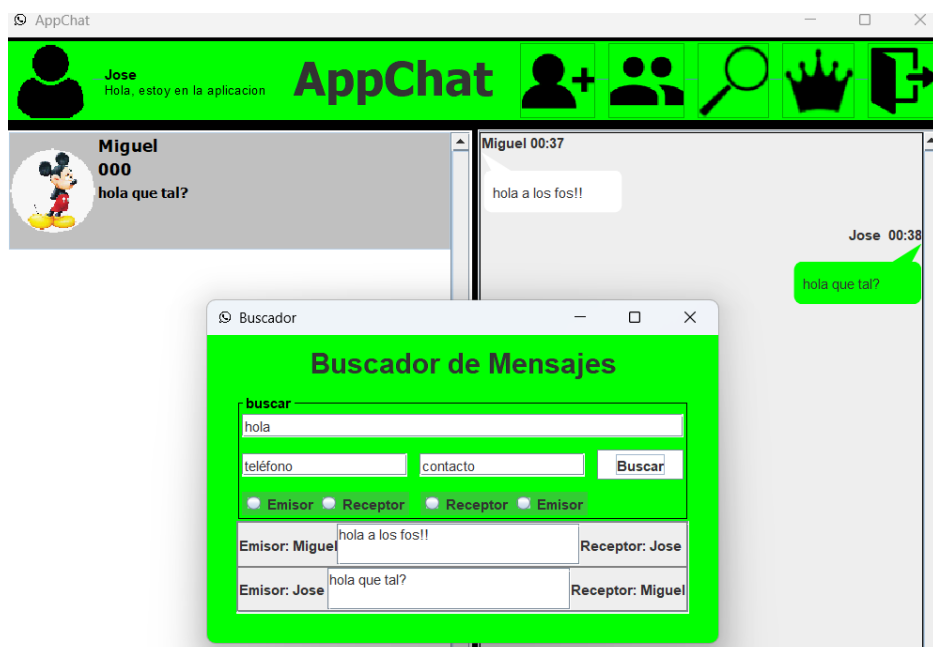 AppChat
Jose
Hola, estoy en la aplicacion
AppChat
Miguel
000
hola que tal?
Miguel 00:37
hola a los fos!!
Jose 00:38
hola que tal?
Buscador
Buscador de Mensajes
buscar
hola
teléfono contacto Buscar
Emisor Receptor Receptor Emisor
Emisor: Miguel hola a los fos!! Receptor: Jose
Emisor: Jose hola que tal? Receptor: Miguel